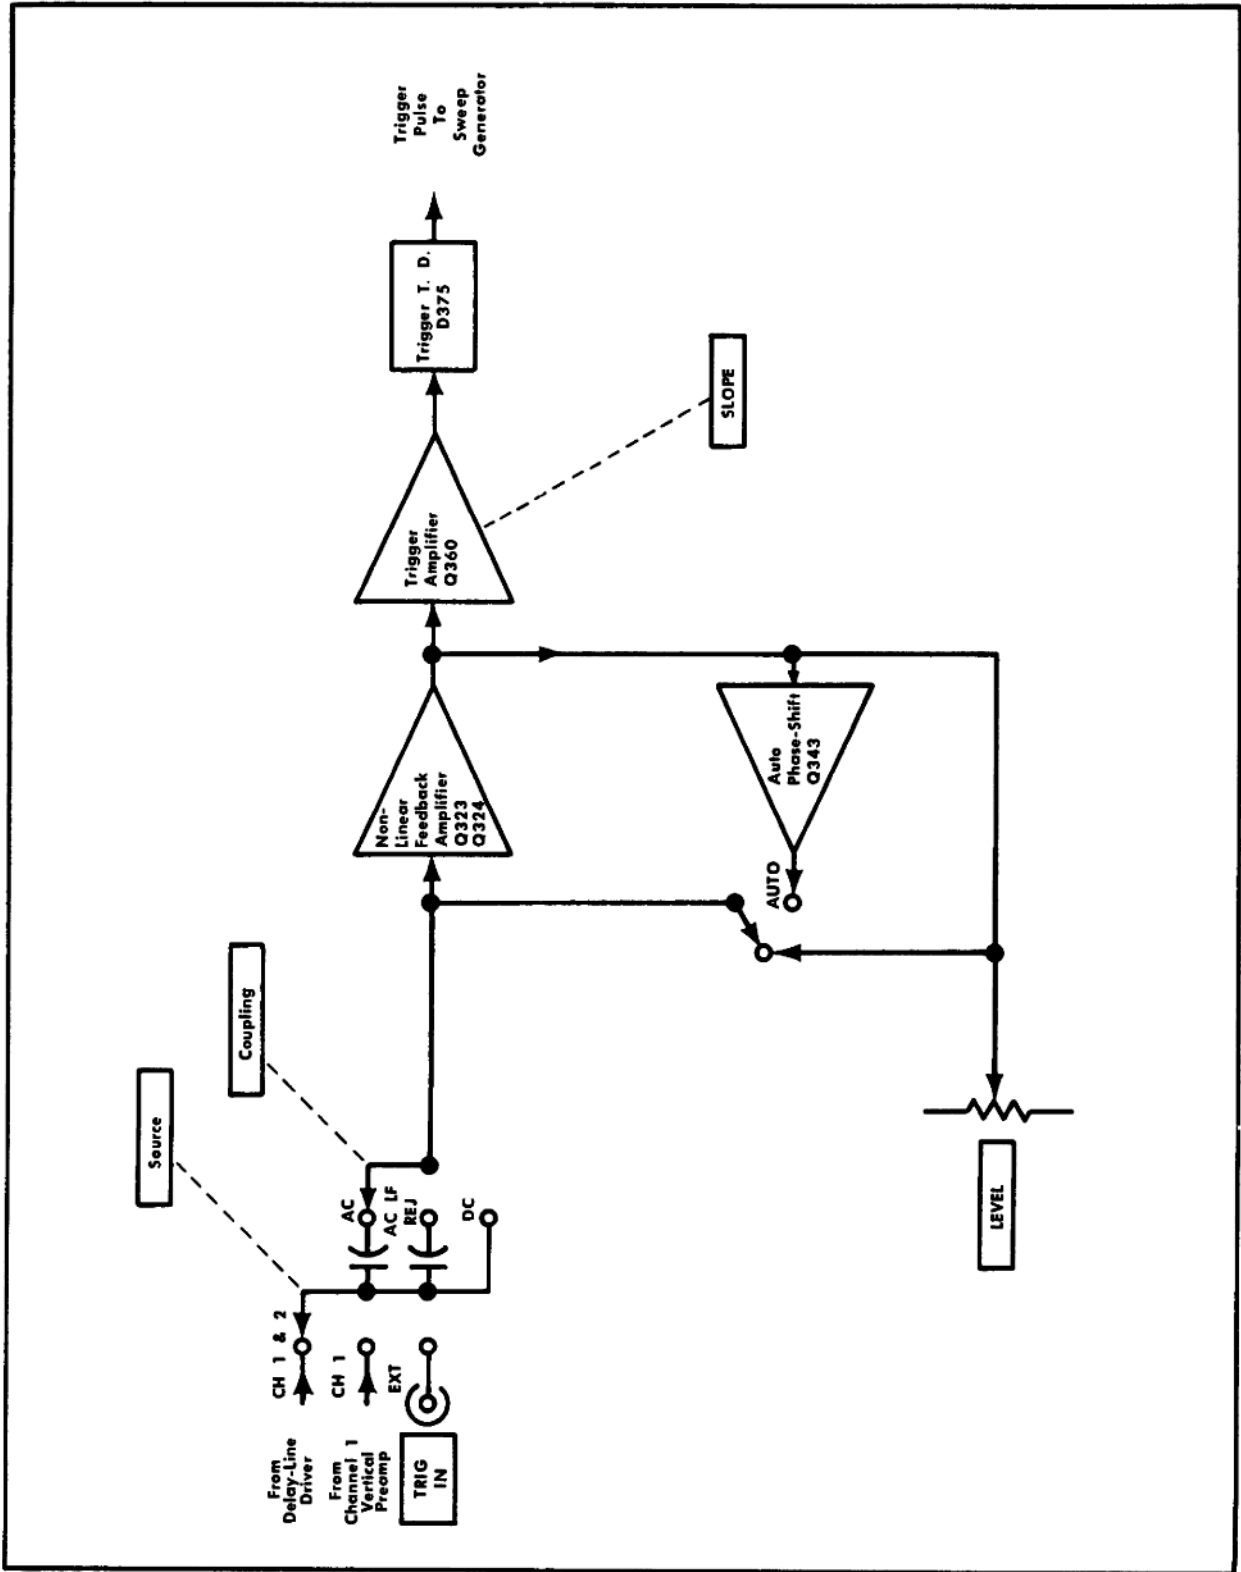 From
Delay-Line
Driver
CH 1 & 2
From
Channel 1
Vertical
Preamp
CH 1
TRIG
IN
EXT
Source
Coupling
AC
AC LF
REJ
DC
Non-
Linear
Feedback
Amplifier
Q323
Q324
Trigger
Amplifier
Q360
Trigger T. D.
D375
Trigger
Pulse
To
Sweep
Generator
SLOPE
AUTO
Auto
Phase-Shift
Q343
LEVEL